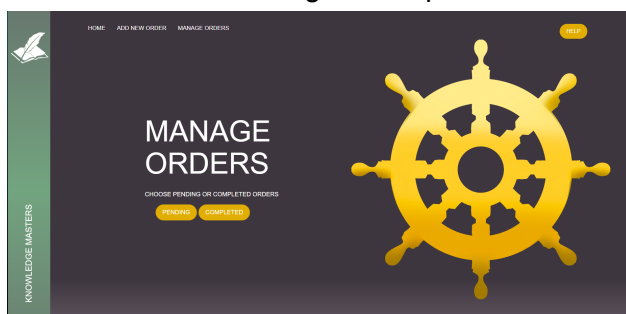 HOME ADD NEW ORDER MANAGE ORDERS
HELP
MANAGE
ORDERS
CHOOSE PENDING OR COMPLETED ORDERS
PENDING COMPLETED
KNOWLEDGE MASTERS